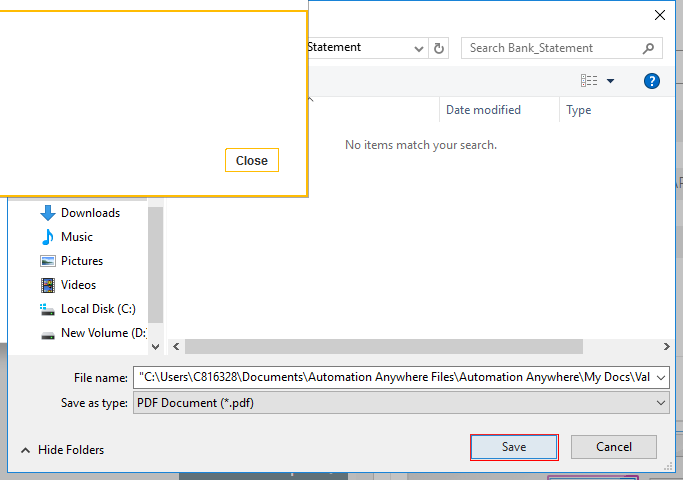 Statement
Search Bank_Statement
?
Date modified
Type
No items match your search.
Close
Downloads
Music
Pictures
Videos
Local Disk (C:)
New Volume (D:
File name:
"C:\Users\C816328\Documents\Automation Anywhere Files\Automation Anywhere\My Docs\Val
Save as type:
PDF Document (*.pdf)
Hide Folders
Save
Cancel